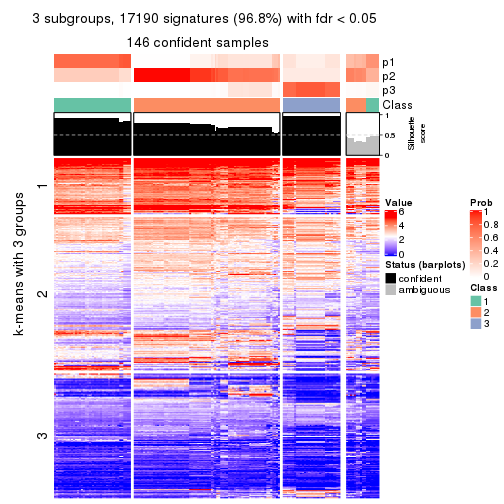 3 subgroups, 17190 signatures (96.8%) with fdr < 0.05
146 confident samples
p1
p2
p3
Class
1
0.5
0
Silhouette
score
k-means with 3 groups
1
2
3
Value
6
4
2
0
Status (barplots)
confident
ambiguous
Prob
1
0.8
0.6
0.4
0.2
0
Class
1
2
3